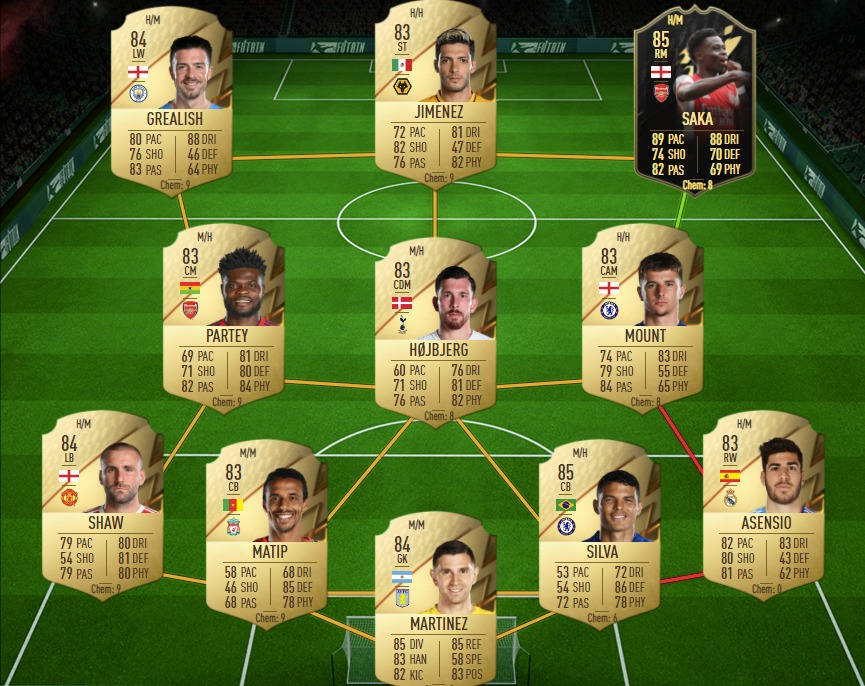 FUTBIN
FUTBIN
FUTBIN
FUTBIN
H/M
84
LW
GREALISH
80 PAC 88 DRI
76 SHO 46 DEF
83 PAS 64 PHY
Chem: 9
H/H
83
ST
JIMENEZ
72 PAC 81 DRI
82 SHO 47 DEF
76 PAS 82 PHY
Chem: 9
H/M
85
RM
SAKA
89 PAC 88 DRI
74 SHO 70 DEF
82 PAS 69 PHY
Chem: 8
M/H
83
CM
PARTEY
69 PAC 81 DRI
71 SHO 80 DEF
82 PAS 84 PHY
Chem: 9
M/H
83
CDM
HØJBJERG
60 PAC 76 DRI
71 SHO 81 DEF
76 PAS 82 PHY
Chem: 8
H/H
83
CAM
MOUNT
74 PAC 83 DRI
79 SHO 55 DEF
84 PAS 65 PHY
Chem: 8
H/M
84
LB
SHAW
79 PAC 80 DRI
54 SHO 81 DEF
79 PAS 80 PHY
Chem: 9
M/M
83
CB
MATIP
58 PAC 68 DRI
46 SHO 85 DEF
68 PAS 78 PHY
Chem: 9
M/M
84
GK
MARTINEZ
85 DIV 85 REF
83 HAN 58 SPE
82 KIC 83 POS
M/H
85
CB
SILVA
53 PAC 72 DRI
54 SHO 86 DEF
72 PAS 78 PHY
Chem: 6
H/M
83
RW
ASENSIO
82 PAC 83 DRI
80 SHO 43 DEF
81 PAS 62 PHY
Chem: 0